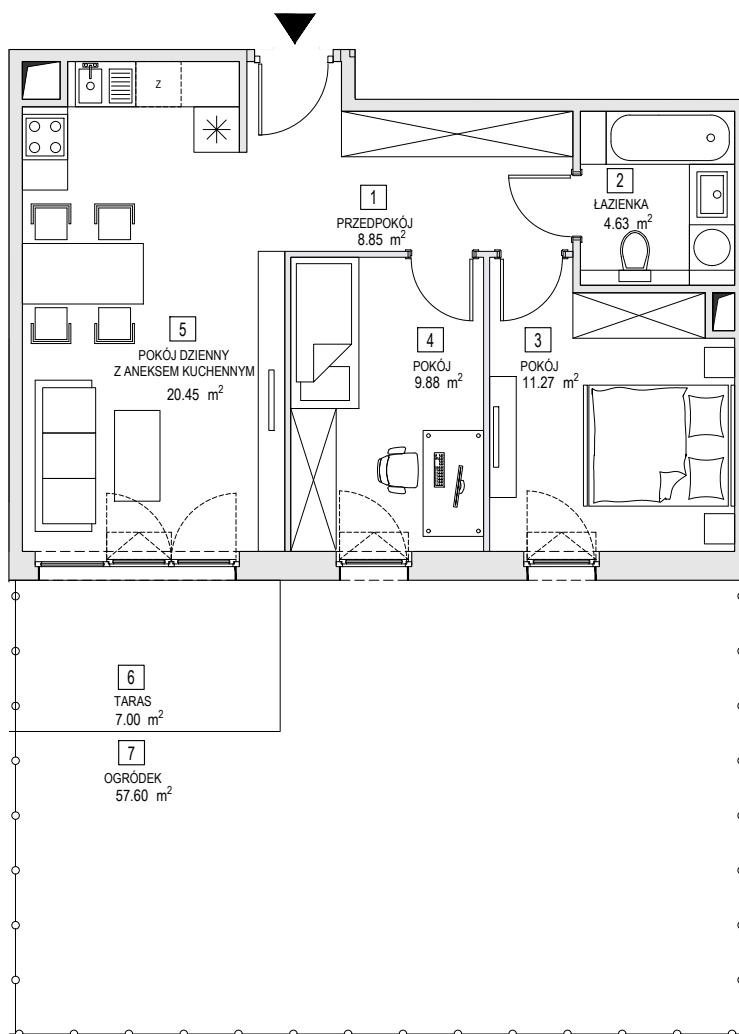 Z
1
PRZEDPOKÓJ
8.85 m²
2
ŁAZIENKA
4.63 m²
5
POKÓJ DZIENNY
Z ANEKSEM KUCHENNYM
20.45 m²
4
POKÓJ
9.88 m²
3
POKÓJ
11.27 m²
6
TARAS
7.00 m²
7
OGRÓDEK
57.60 m²